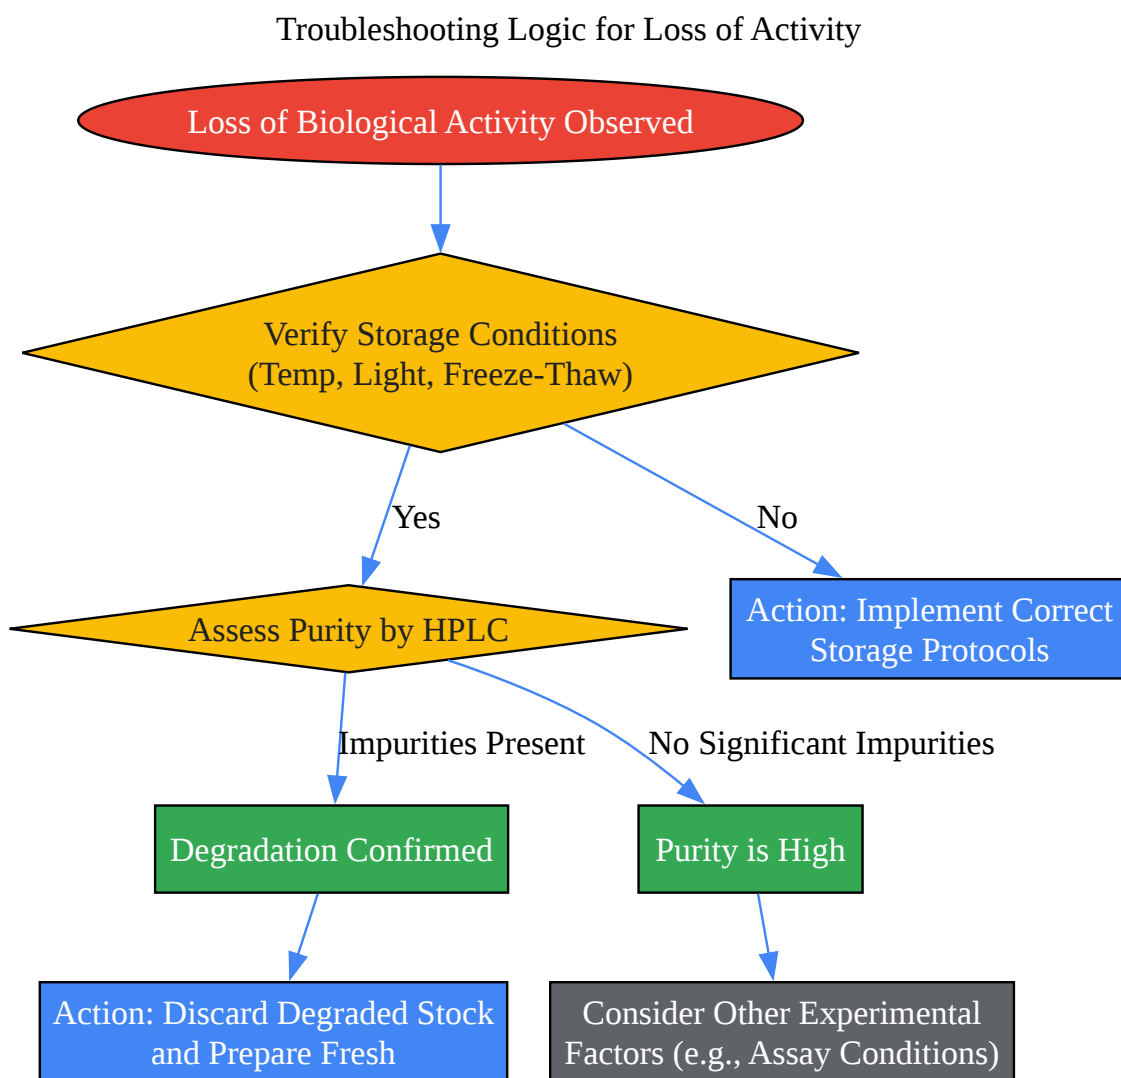 Troubleshooting Logic for Loss of Activity
Loss of Biological Activity Observed
Verify Storage Conditions
(Temp, Light, Freeze-Thaw)
Yes
No
Action: Implement Correct
Storage Protocols
Assess Purity by HPLC
Impurities Present
No Significant Impurities
Degradation Confirmed
Purity is High
Action: Discard Degraded Stock
and Prepare Fresh
Consider Other Experimental
Factors (e.g., Assay Conditions)